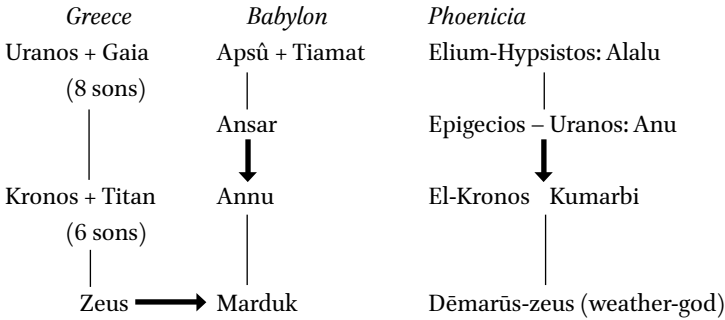 Greece Babylon Phoenicia
Uranos + Gaia Apsû + Tiamat Elium-Hypsistos: Alalu
(8 sons)
Ansar Epigecios – Uranos: Anu
Kronos + Titan Annu El-Kronos Kumarbi
(6 sons)
Zeus Marduk Dēmarūs-zeus (weather-god)